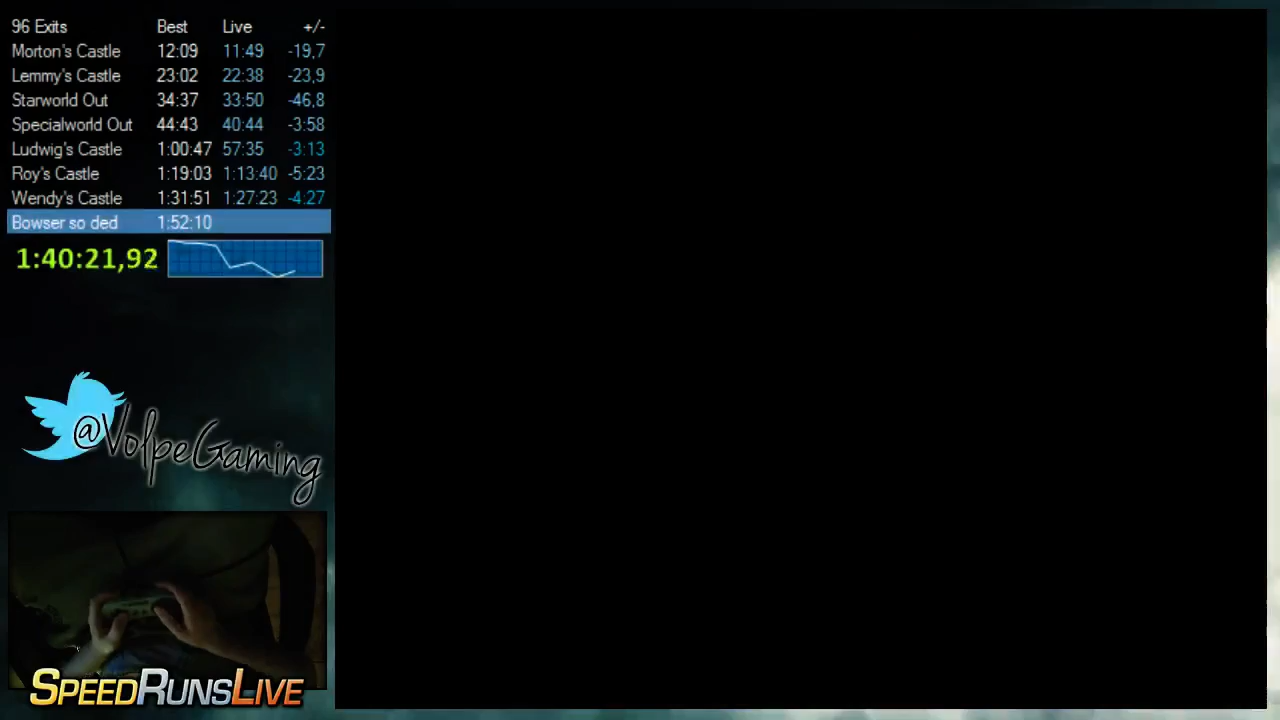 96 Exits Best Live +/-
Morton's Castle 12:09 11:49 -19,7
Lemmy's Castle 23:02 22:38 -23,9
Starworld Out 34:37 33:50 -46,8
Specialworld Out 44:43 40:44 -3:58
Ludwig's Castle 1:00:47 57:35 -3:13
Roy's Castle 1:19:03 1:13:40 -5:23
Wendy's Castle 1:31:51 1:27:23 -4:27
Bowser so ded 1:52:10
1:40:21,92
@VolpeGaming
SPEEDRUNSLIVE